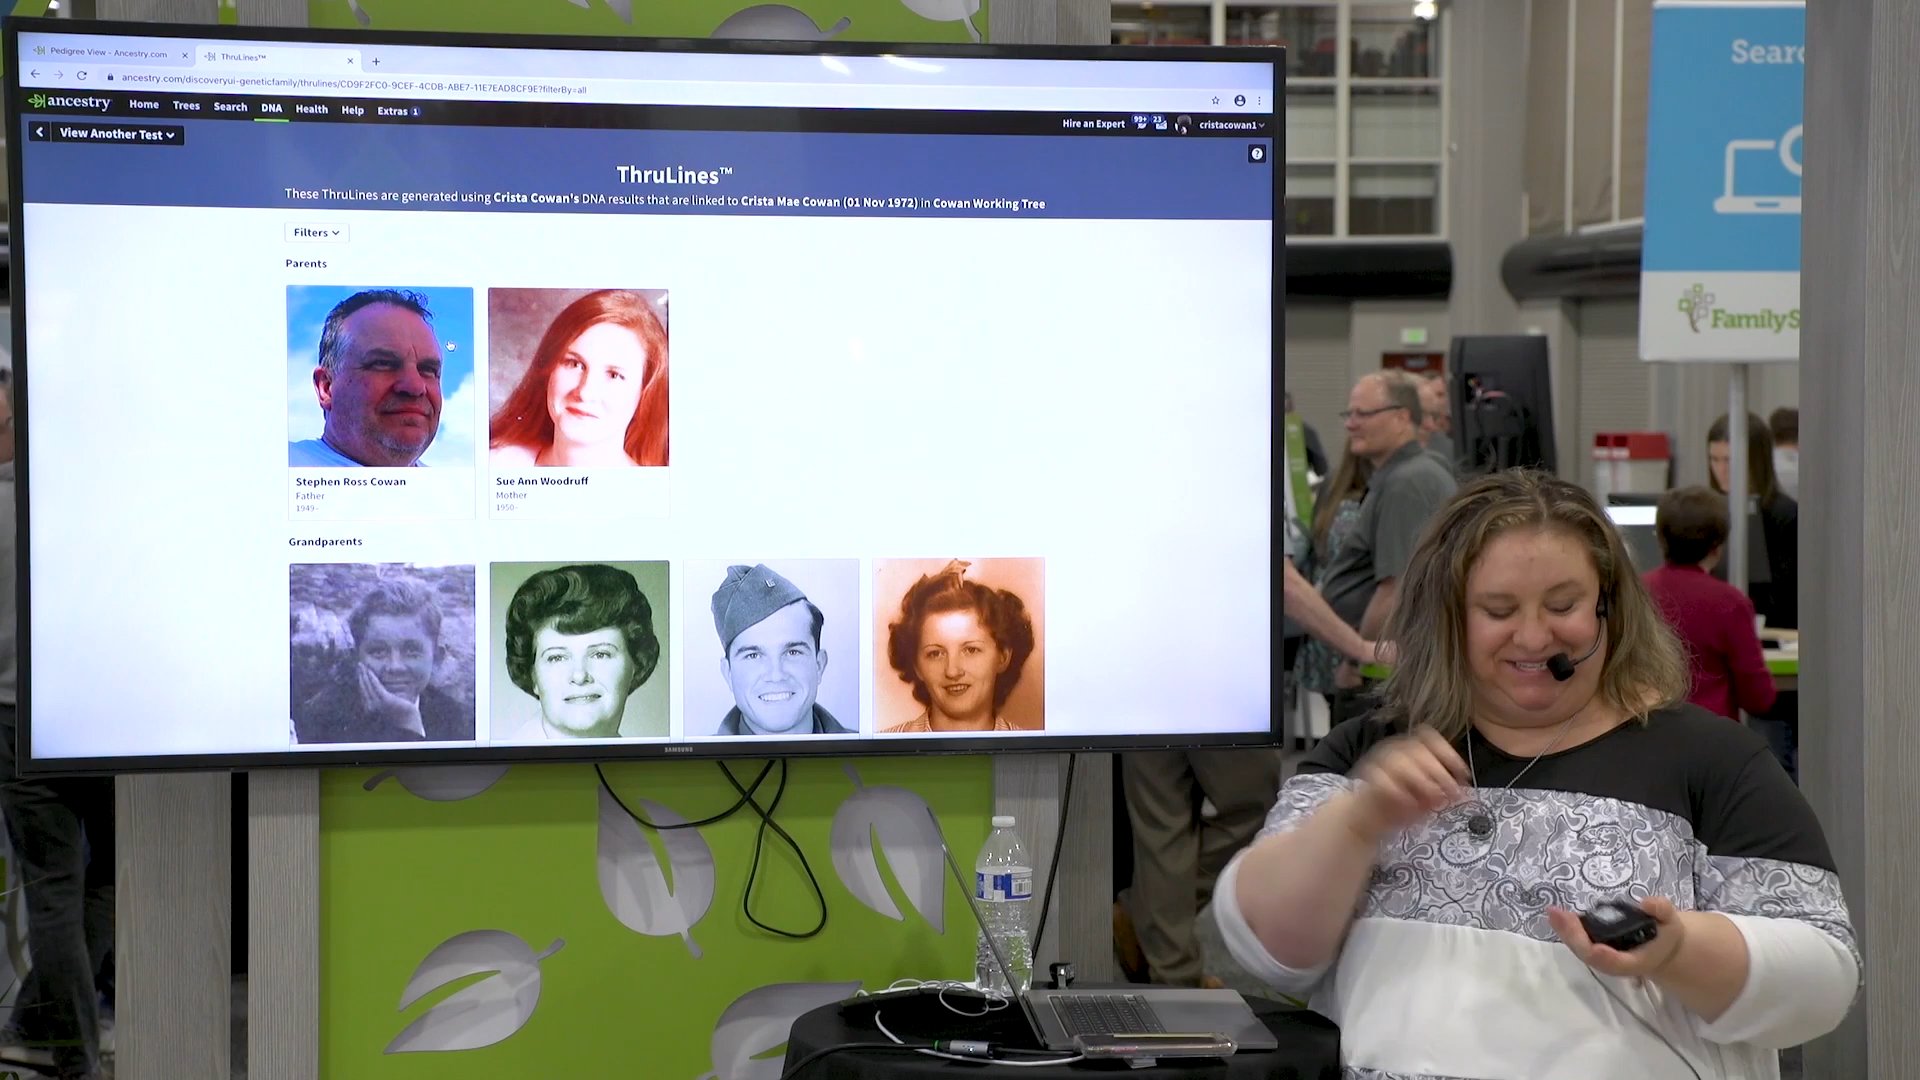 Pedigree View - Ancestry.com
ThruLines™
ancestry.com/discoveryui-geneticfamily/thrulines/CD9F2FC0-9CEF-4CDB-ABE7-11E7EAD8CF9E?filterBy=all
ancestry Home Trees Search DNA Health Help Extras 1
Hire an Expert 99+ 23 cristacowan1
View Another Test
?
ThruLines™
These ThruLines are generated using Crista Cowan's DNA results that are linked to Crista Mae Cowan (01 Nov 1972) in Cowan Working Tree
Filters
Parents
Stephen Ross Cowan
Father
1949-
Sue Ann Woodruff
Mother
1950-
Grandparents
SAMSUNG
Searc
FamilyS